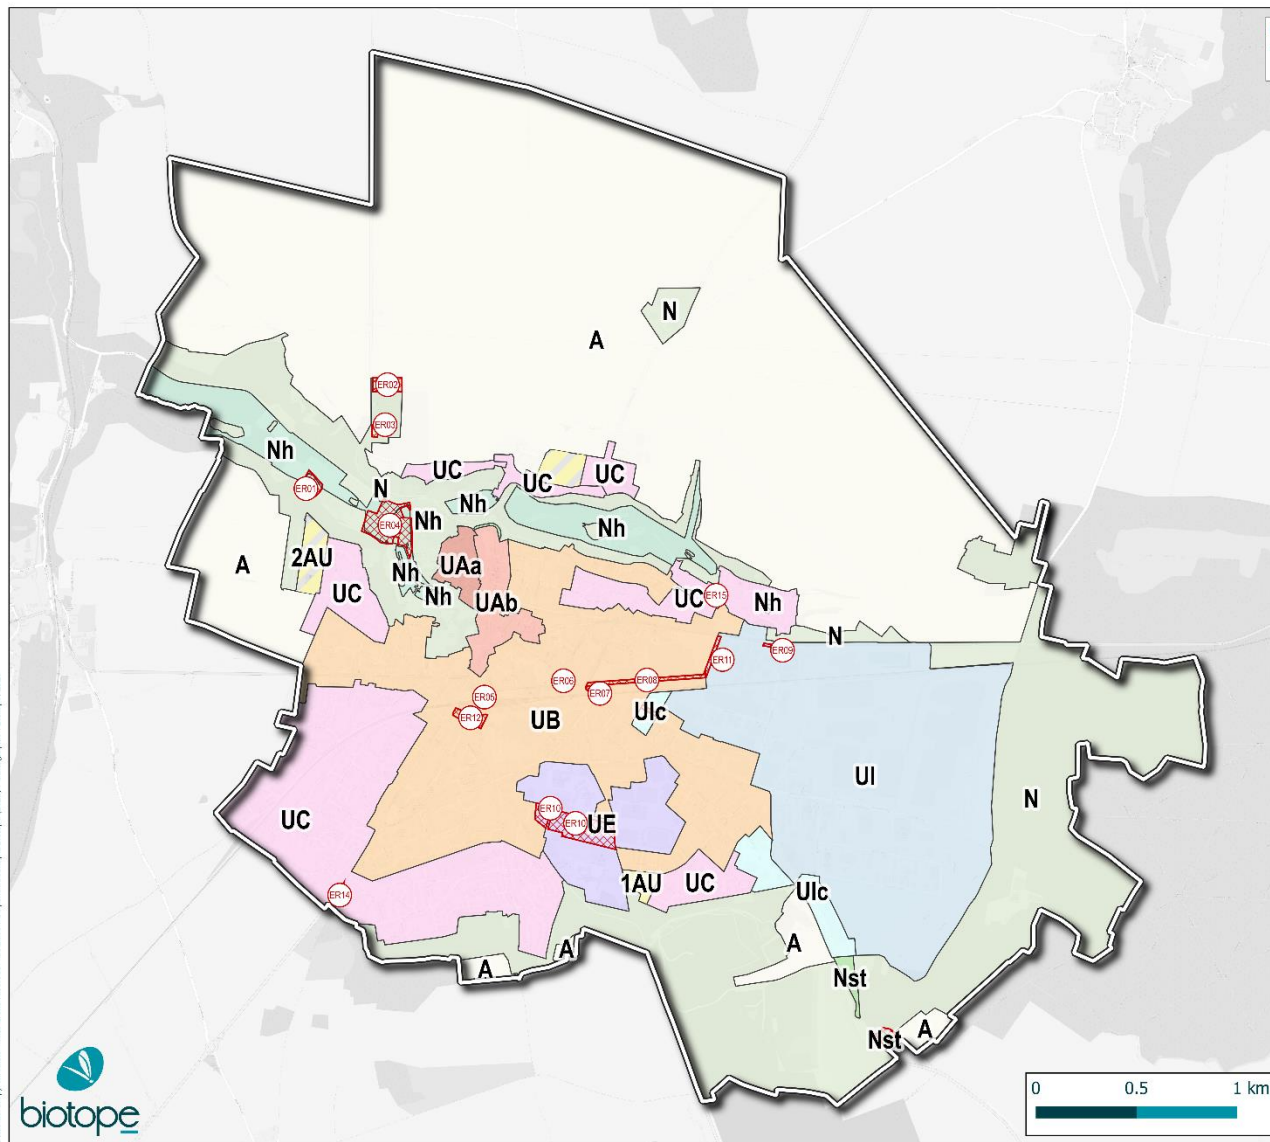 N
A
ER02
ER03
Nh
UC
UC
UC
ER01
N
Nh
Nh
Nh
ER04
A
2AU
UC
UAa
Nh
Nh
UAb
UC
ER15
Nh
N
ER09
ER11
ER06
ER08
ER07
ER05
ER12
UB
UIc
UI
N
UC
ER10
ER10
UE
1AU
UC
UIc
ER14
A
A
A
Nst
Nst
A
biotope
0 0.5 1 km